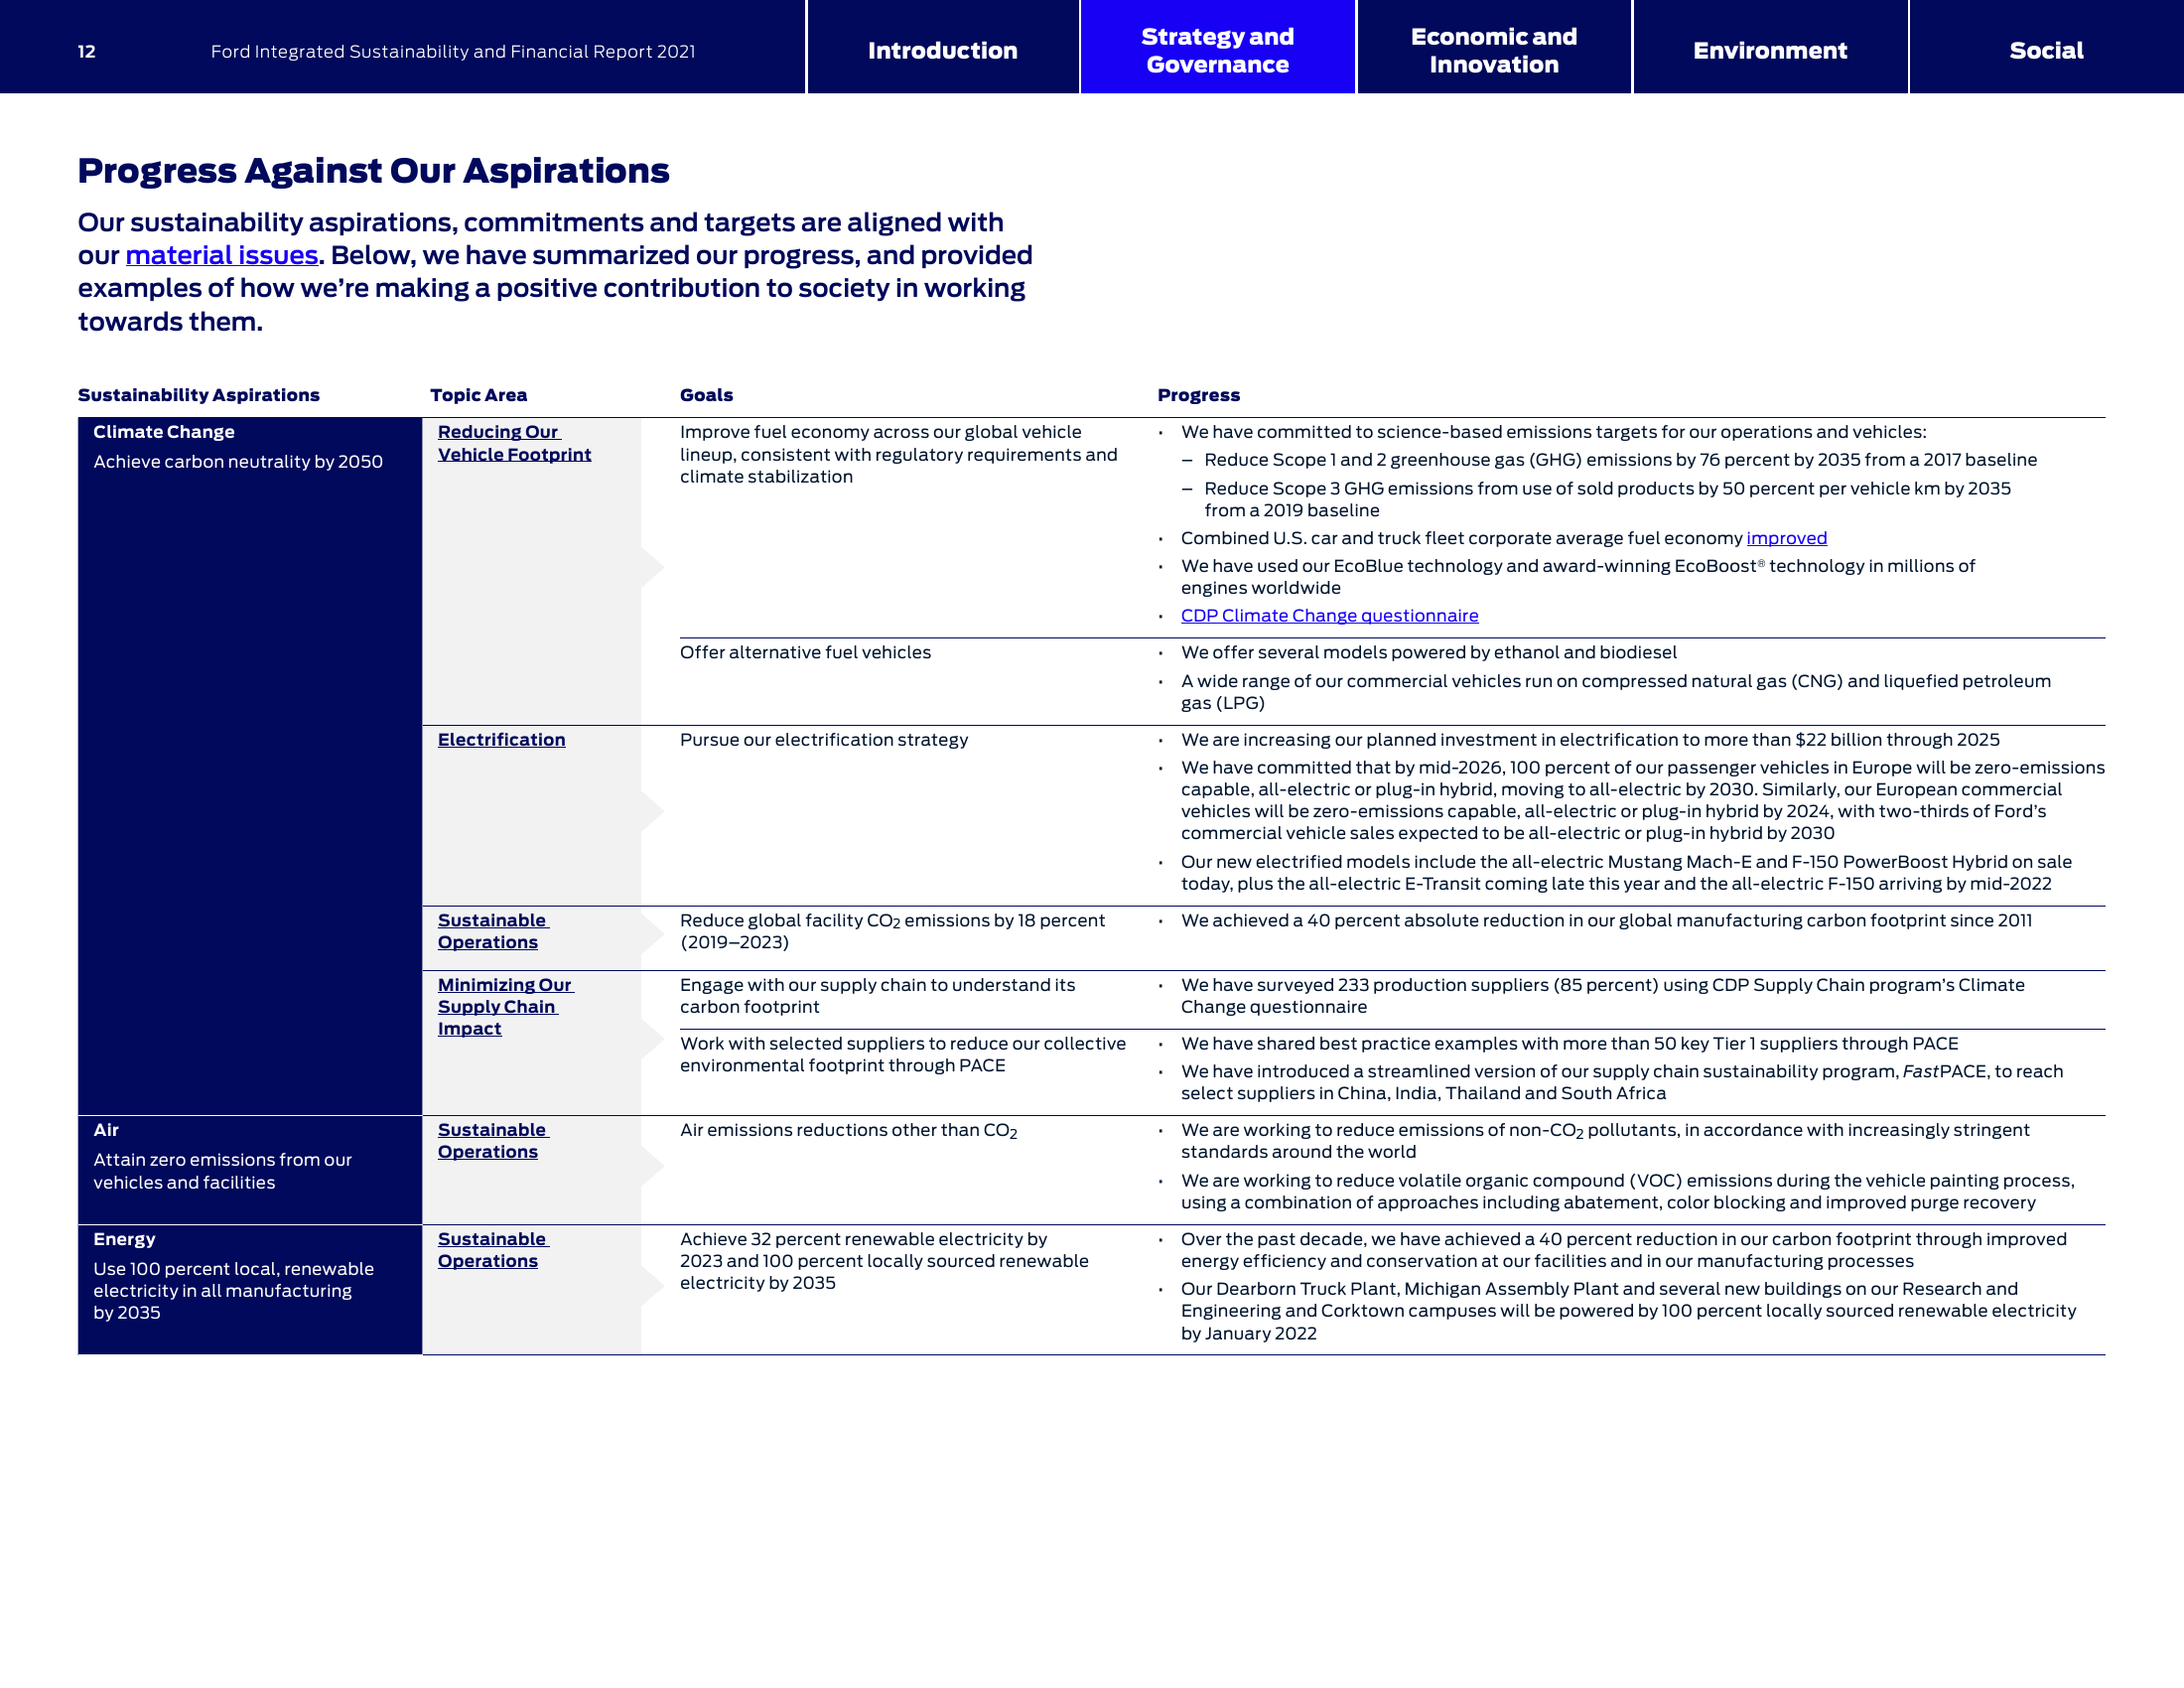 12
Ford Integrated Sustainability and Financial Report 2021
Introduction
Strategy and
Governance
Economic and
Innovation
Environment
Social
Progress Against Our Aspirations
Our sustainability aspirations, commitments and targets are aligned with
our material issues. Below, we have summarized our progress, and provided
examples of how we’re making a positive contribution to society in working
towards them.
Sustainability Aspirations
Topic Area
Goals
Progress
Climate Change
Achieve carbon neutrality by 2050
Reducing Our
Vehicle Footprint
Improve fuel economy across our global vehicle
lineup, consistent with regulatory requirements and
climate stabilization
• We have committed to science-based emissions targets for our operations and vehicles:
– Reduce Scope 1 and 2 greenhouse gas (GHG) emissions by 76 percent by 2035 from a 2017 baseline
– Reduce Scope 3 GHG emissions from use of sold products by 50 percent per vehicle km by 2035
from a 2019 baseline
• Combined U.S. car and truck fleet corporate average fuel economy improved
• We have used our EcoBlue technology and award-winning EcoBoost® technology in millions of
engines worldwide
• CDP Climate Change questionnaire
Offer alternative fuel vehicles
• We offer several models powered by ethanol and biodiesel
• A wide range of our commercial vehicles run on compressed natural gas (CNG) and liquefied petroleum
gas (LPG)
Electrification
Pursue our electrification strategy
• We are increasing our planned investment in electrification to more than $22 billion through 2025
• We have committed that by mid-2026, 100 percent of our passenger vehicles in Europe will be zero-emissions
capable, all-electric or plug-in hybrid, moving to all-electric by 2030. Similarly, our European commercial
vehicles will be zero-emissions capable, all-electric or plug-in hybrid by 2024, with two-thirds of Ford’s
commercial vehicle sales expected to be all-electric or plug-in hybrid by 2030
• Our new electrified models include the all-electric Mustang Mach-E and F-150 PowerBoost Hybrid on sale
today, plus the all-electric E-Transit coming late this year and the all-electric F-150 arriving by mid-2022
Sustainable
Operations
Reduce global facility CO₂ emissions by 18 percent
(2019–2023)
• We achieved a 40 percent absolute reduction in our global manufacturing carbon footprint since 2011
Minimizing Our
Supply Chain
Impact
Engage with our supply chain to understand its
carbon footprint
• We have surveyed 233 production suppliers (85 percent) using CDP Supply Chain program’s Climate
Change questionnaire
Work with selected suppliers to reduce our collective
environmental footprint through PACE
• We have shared best practice examples with more than 50 key Tier 1 suppliers through PACE
• We have introduced a streamlined version of our supply chain sustainability program, FastPACE, to reach
select suppliers in China, India, Thailand and South Africa
Air
Attain zero emissions from our
vehicles and facilities
Sustainable
Operations
Air emissions reductions other than CO₂
• We are working to reduce emissions of non-CO₂ pollutants, in accordance with increasingly stringent
standards around the world
• We are working to reduce volatile organic compound (VOC) emissions during the vehicle painting process,
using a combination of approaches including abatement, color blocking and improved purge recovery
Energy
Use 100 percent local, renewable
electricity in all manufacturing
by 2035
Sustainable
Operations
Achieve 32 percent renewable electricity by
2023 and 100 percent locally sourced renewable
electricity by 2035
• Over the past decade, we have achieved a 40 percent reduction in our carbon footprint through improved
energy efficiency and conservation at our facilities and in our manufacturing processes
• Our Dearborn Truck Plant, Michigan Assembly Plant and several new buildings on our Research and
Engineering and Corktown campuses will be powered by 100 percent locally sourced renewable electricity
by January 2022